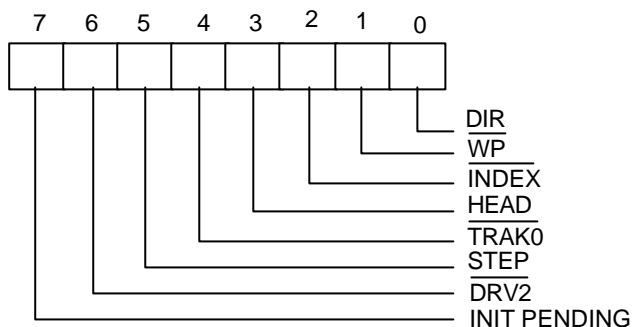 7 6 5 4 3 2 1 0
DIR
WP
INDEX
HEAD
TRAK0
STEP
DRV2
INIT PENDING